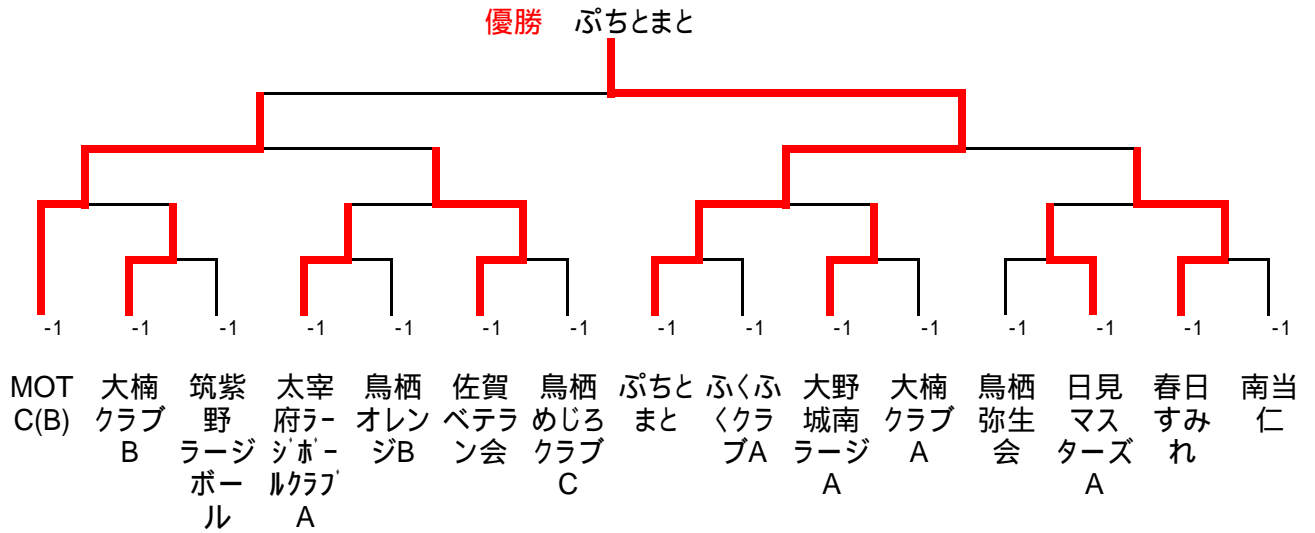 優勝 ぷちとまと
-1 -1 -1 -1 -1 -1 -1 -1 -1 -1 -1 -1 -1 -1 -1
MOT
C(B)
大楠
クラブ
B
筑紫
野
ラージ
ボー
ル
太宰
府ﾗｰ
ｼﾞﾎﾞｰ
ﾙｸﾗﾌﾞ
A
鳥栖
オレン
ジB
佐賀
ベテラ
ン会
鳥栖
めじろ
クラブ
C
ぷちと
まと
ふくふ
くクラ
ブA
大野
城南
ラージ
A
大楠
クラブ
A
鳥栖
弥生
会
日見
マス
ターズ
A
春日
すみ
れ
南当
仁